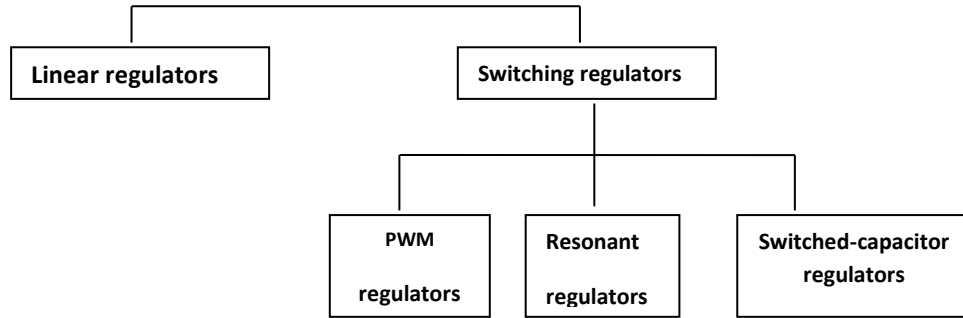 Linear regulators
Switching regulators
PWM
regulators
Resonant
regulators
Switched-capacitor
regulators